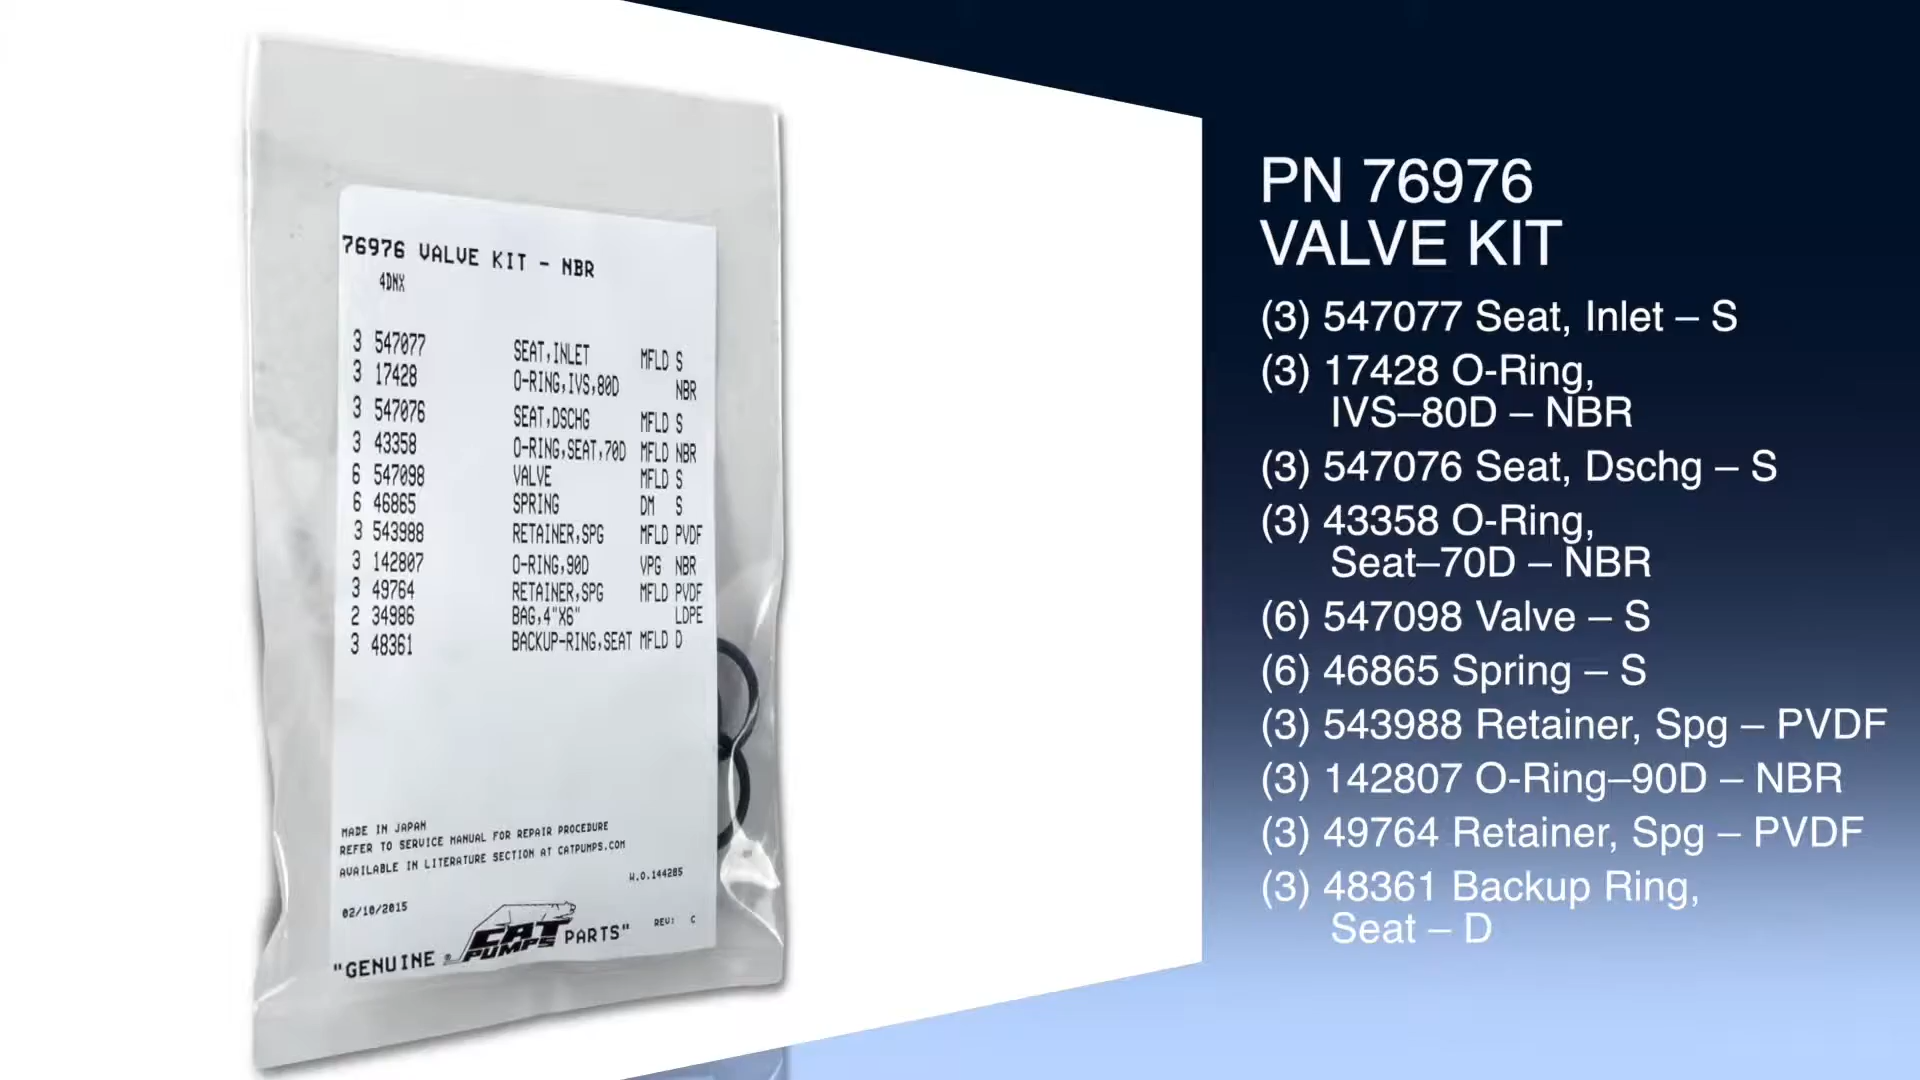 76976 VALVE KIT - NBR
4DNX
3 547077 SEAT,INLET MFLD S
3 17428 O-RING,IVS,80D NBR
3 547076 SEAT,DSCHG MFLD S
3 43358 O-RING,SEAT,70D MFLD NBR
6 547098 VALVE MFLD S
6 46865 SPRING DM S
3 543988 RETAINER,SPG MFLD PVDF
3 142807 O-RING,90D VPG NBR
3 49764 RETAINER,SPG MFLD PVDF
2 34986 BAG,4"X6" LDPE
3 48361 BACKUP-RING,SEAT MFLD D
MADE IN JAPAN
REFER TO SERVICE MANUAL FOR REPAIR PROCEDURE
AVAILABLE IN LITERATURE SECTION AT CATPUMPS.COM
W.O.144285
02/10/2015
REV: C
"GENUINE ® CAT PUMPS PARTS"
PN 76976
VALVE KIT
(3) 547077 Seat, Inlet – S
(3) 17428 O-Ring,
IVS–80D – NBR
(3) 547076 Seat, Dschg – S
(3) 43358 O-Ring,
Seat–70D – NBR
(6) 547098 Valve – S
(6) 46865 Spring – S
(3) 543988 Retainer, Spg – PVDF
(3) 142807 O-Ring–90D – NBR
(3) 49764 Retainer, Spg – PVDF
(3) 48361 Backup Ring,
Seat – D